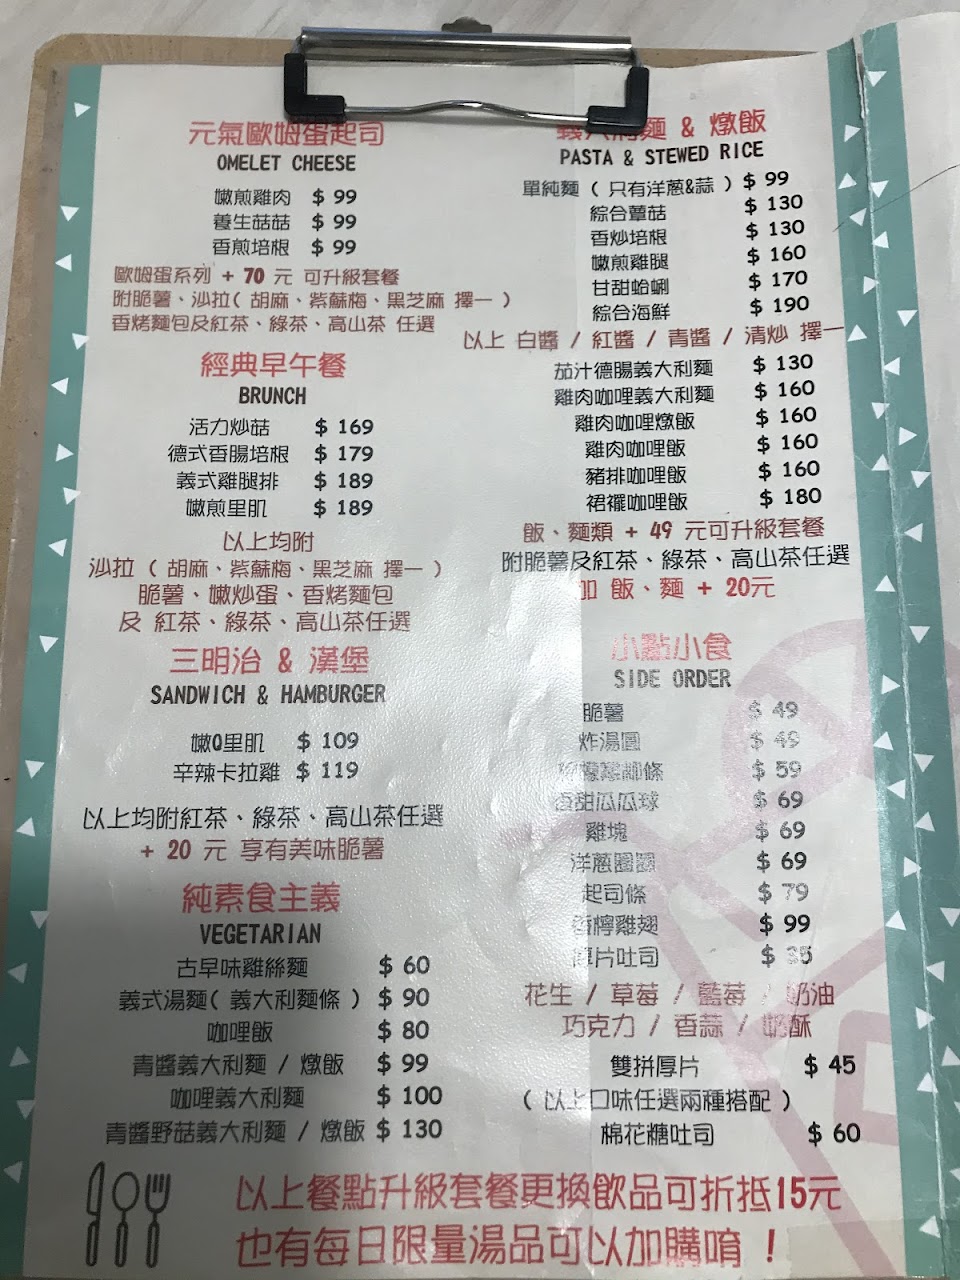 元氣歐姆蛋起司
OMELET CHEESE
嫩煎雞肉 $ 99
養生菇菇 $ 99
香煎培根 $ 99
歐姆蛋系列 + 70 元 可升級套餐
附脆薯、沙拉( 胡麻、紫蘇梅、黑芝麻 擇一 )
香烤麵包及紅茶、綠茶、高山茶 任選
經典早午餐
BRUNCH
活力炒菇 $ 169
德式香腸培根 $ 179
義式雞腿排 $ 189
嫩煎里肌 $ 189
以上均附
沙拉 ( 胡麻、紫蘇梅、黑芝麻 擇一 )
脆薯、嫩炒蛋、香烤麵包
及 紅茶、綠茶、高山茶任選
三明治 & 漢堡
SANDWICH & HAMBURGER
嫩Q里肌 $ 109
辛辣卡拉雞 $ 119
以上均附紅茶、綠茶、高山茶任選
+ 20 元 享有美味脆薯
純素食主義
VEGETARIAN
古早味雞絲麵 $ 60
義式湯麵( 義大利麵條 ) $ 90
咖哩飯 $ 80
青醬義大利麵 / 燉飯 $ 99
咖哩義大利麵 $ 100
青醬野菇義大利麵 / 燉飯 $ 130
義大利麵 & 燉飯
PASTA & STEWED RICE
單純麵 ( 只有洋蔥&蒜 ) $ 99
綜合蕈菇 $ 130
香炒培根 $ 130
嫩煎雞腿 $ 160
甘甜蛤蜊 $ 170
綜合海鮮 $ 190
以上 白醬 / 紅醬 / 青醬 / 清炒 擇一
茄汁德腸義大利麵 $ 130
雞肉咖哩義大利麵 $ 160
雞肉咖哩燉飯 $ 160
雞肉咖哩飯 $ 160
豬排咖哩飯 $ 160
裙襬咖哩飯 $ 180
飯、麵類 + 49 元可升級套餐
附脆薯及紅茶、綠茶、高山茶任選
加 飯、麵 + 20元
小點小食
SIDE ORDER
脆薯 $ 49
炸湯圓 $ 49
檸檬雞柳條 $ 59
香甜瓜瓜球 $ 69
雞塊 $ 69
洋蔥圈圈 $ 69
起司條 $ 79
香檸雞翅 $ 99
厚片吐司 $ 35
花生 / 草莓 / 藍莓 / 奶油
巧克力 / 香蒜 / 奶酥
雙拼厚片 $ 45
( 以上口味任選兩種搭配 )
棉花糖吐司 $ 60
以上餐點升級套餐更換飲品可折抵15元
也有每日限量湯品可以加購唷 !